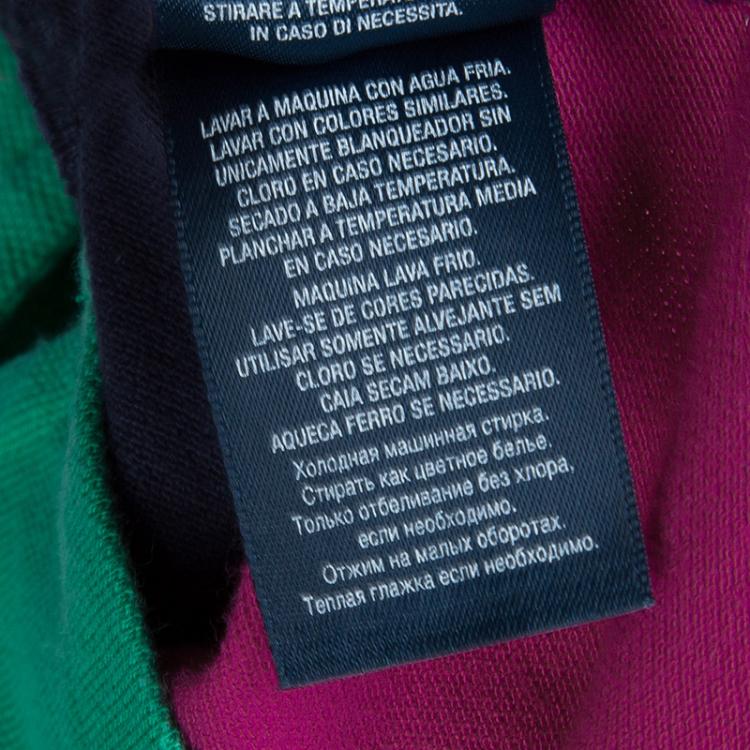 STIRARE A TEMPERA
IN CASO DI NECESSITA.
LAVAR A MAQUINA CON AGUA FRIA.
LAVAR CON COLORES SIMILARES.
UNICAMENTE BLANQUEADOR SIN
CLORO EN CASO NECESARIO.
SECADO A BAJA TEMPERATURA.
PLANCHAR A TEMPERATURA MEDIA
EN CASO NECESARIO.
MAQUINA LAVA FRIO.
LAVE-SE DE CORES PARECIDAS.
UTILISAR SOMENTE ALVEJANTE SEM
CLORO SE NECESSARIO.
CAIA SECAM BAIXO.
AQUECA FERRO SE NECESSARIO.
Холодная машинная стирка.
Стирать как цветное белье.
Только отбеливание без хлора,
если необходимо.
Отжим на малых оборотах.
Теплая глажка если необходимо.